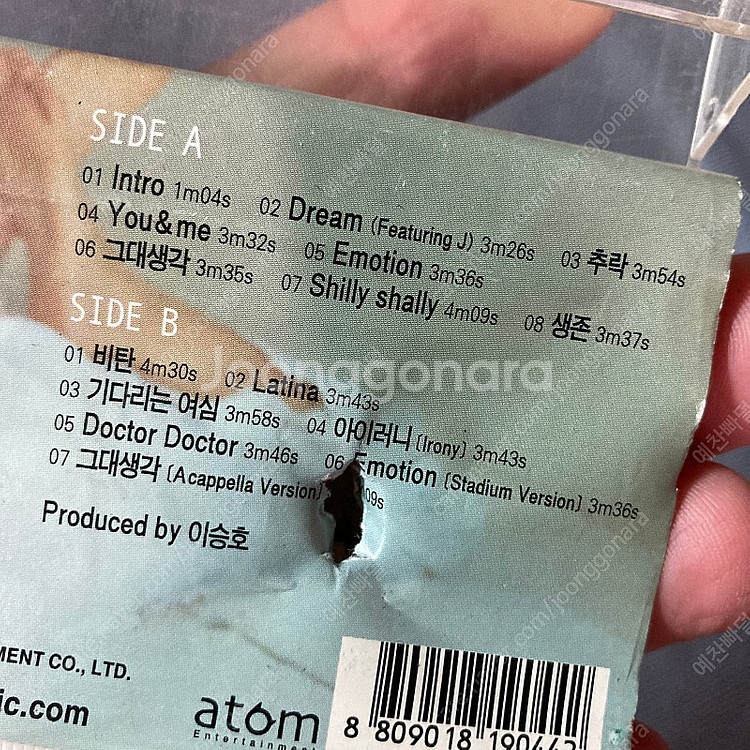 SIDE A
01 Intro 1m04s 02 Dream (Featuring J) 3m26s 03 추락 3m54s
04 You&me 3m32s 05 Emotion 3m36s
06 그대생각 3m35s 07 Shilly shally 4m09s 08 생존 3m37s
SIDE B
01 비탄 4m30s 02 Latina 3m43s
03 기다리는 여심 3m58s 04 아이러니 (Irony) 3m43s
05 Doctor Doctor 3m46s 06 Emotion (Stadium Version) 3m36s
07 그대생각 (Acappella Version) 09s
Produced by 이승호
MENT CO., LTD.
ic.com
atom
Entertainment
8 809018 190443
Joonggonara